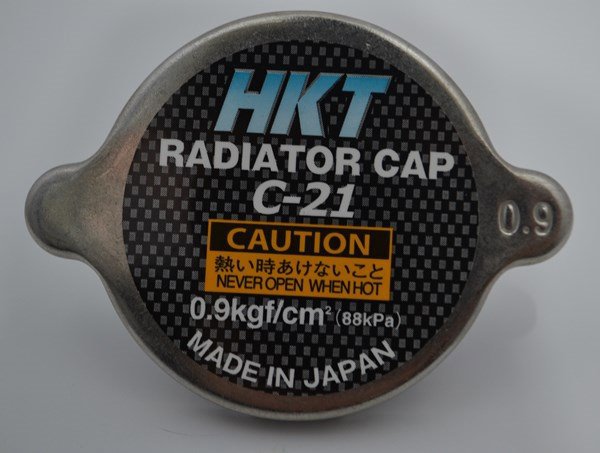 HKT
RADIATOR CAP
C-21
0.9
CAUTION
熱い時あけないこと
NEVER OPEN WHEN HOT
0.9kgf/cm² (88kPa)
MADE IN JAPAN